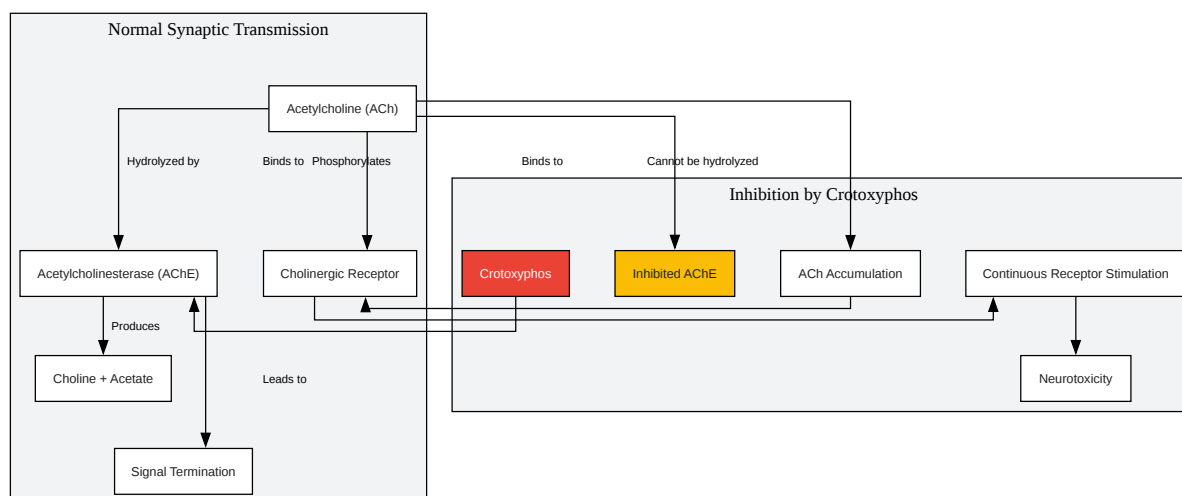 Normal Synaptic Transmission
Acetylcholine (ACh)
Hydrolyzed by
Binds to
Phosphorylates
Binds to
Cannot be hydrolyzed
Inhibition by Crotoxyphos
Acetylcholinesterase (AChE)
Cholinergic Receptor
Crotoxyphos
Inhibited AChE
ACh Accumulation
Continuous Receptor Stimulation
Produces
Choline + Acetate
Leads to
Neurotoxicity
Signal Termination